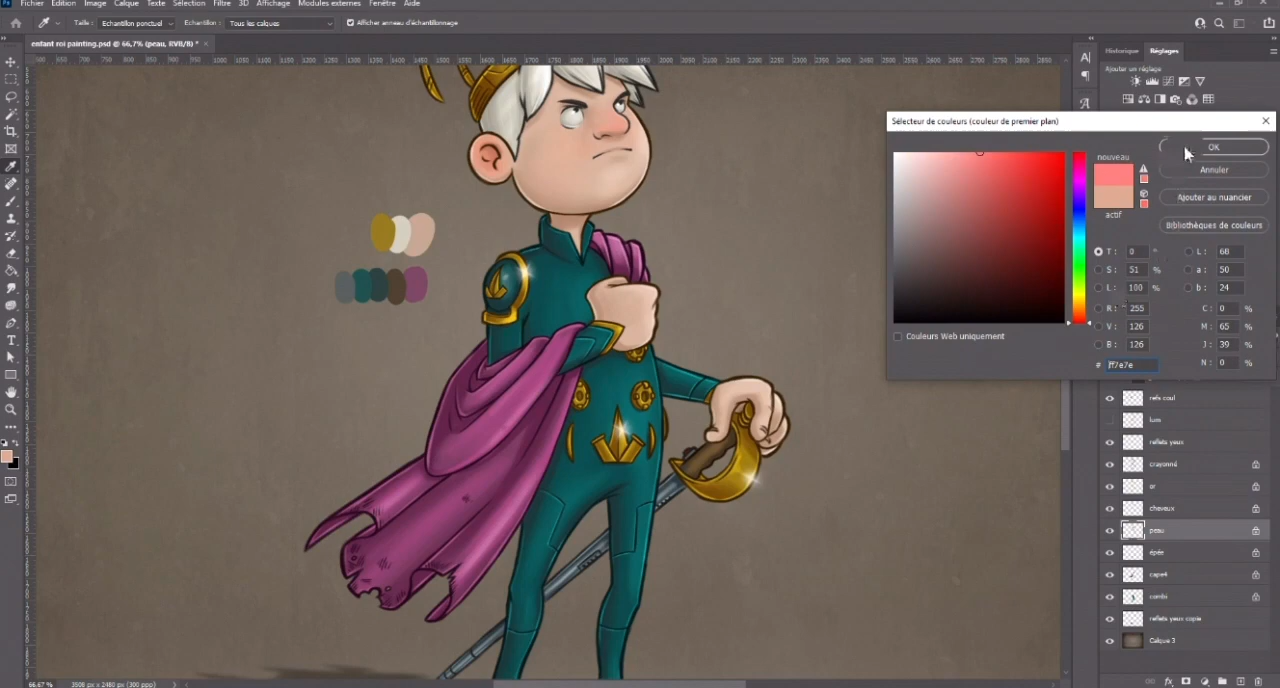 Fichier Edition Image Calque Texte Sélection Filtre 3D Affichage Modules externes Fenêtre Aide
Taille : Echantillon ponctuel Echantillon : Tous les calques Afficher anneau d'échantillonnage
enfant roi painting.psd @ 66,7% (peau, RVB/8) * ×
Historique Réglages
Ajouter un réglage
Sélecteur de couleurs (couleur de premier plan)
nouveau
actif
OK
Annuler
Ajouter au nuancier
Bibliothèques de couleurs
T : 0 ° L : 68
S : 51 % a : 50
L : 100 % b : 24
R : 255 C : 0 %
V : 126 M : 65 %
B : 126 J : 39 %
# ff7e7e N : 0 %
Couleurs Web uniquement
refs coul
lum
reflets yeux
crayonné
or
cheveux
peau
épée
cape4
combi
reflets yeux copie
Calque 3
66,67 % 3508 px x 2480 px (300 ppp)